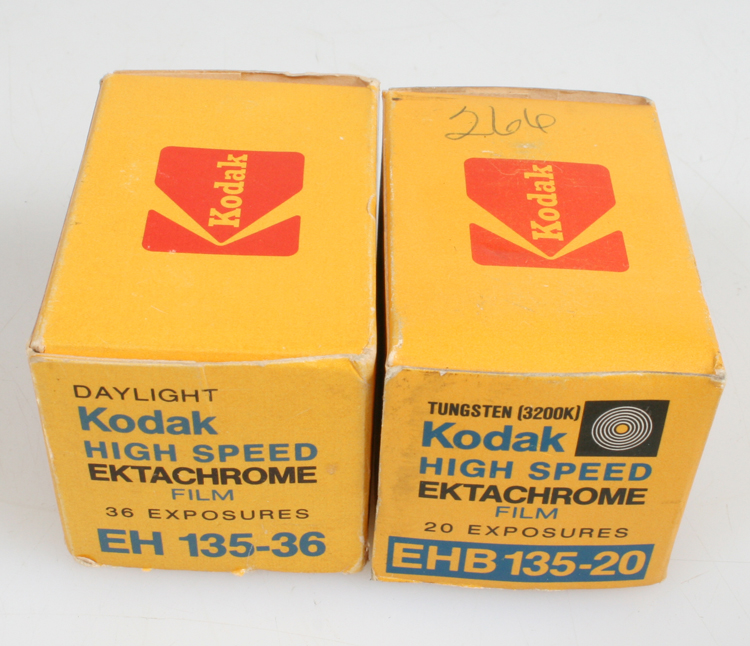 Kodak
DAYLIGHT
Kodak
HIGH SPEED
EKTACHROME
FILM
36 EXPOSURES
EH 135-36
266
Kodak
TUNGSTEN (3200K)
Kodak
HIGH SPEED
EKTACHROME
FILM
20 EXPOSURES
EHB 135-20